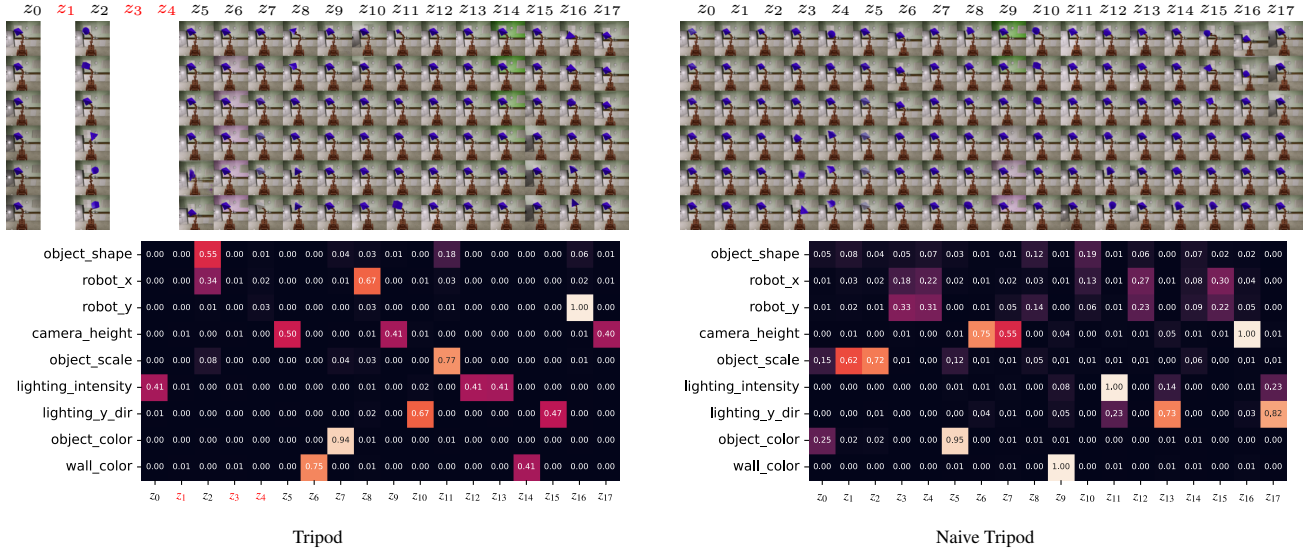 z0 z1 z2 z3 z4 z5 z6 z7 z8 z9 z10 z11 z12 z13 z14 z15 z16 z17
object_shape 0.00 0.00 0.55 0.00 0.01 0.00 0.00 0.04 0.03 0.01 0.00 0.18 0.00 0.00 0.00 0.00 0.06 0.01
robot_x 0.00 0.00 0.34 0.01 0.02 0.00 0.00 0.01 0.67 0.00 0.00 0.01 0.00 0.00 0.00 0.00 0.02 0.01
robot_y 0.00 0.00 0.01 0.00 0.03 0.00 0.00 0.01 0.03 0.00 0.00 0.01 0.00 0.00 0.00 0.00 1.00 0.00
camera_height 0.00 0.01 0.00 0.01 0.00 0.50 0.00 0.00 0.01 0.41 0.01 0.00 0.00 0.00 0.00 0.01 0.00 0.40
object_scale 0.00 0.00 0.08 0.00 0.01 0.00 0.00 0.04 0.03 0.00 0.00 0.77 0.00 0.00 0.00 0.00 0.01 0.00
lighting_intensity 0.41 0.01 0.00 0.00 0.00 0.00 0.00 0.00 0.01 0.00 0.02 0.00 0.41 0.41 0.00 0.01 0.00 0.00
lighting_y_dir 0.01 0.00 0.00 0.01 0.00 0.00 0.00 0.00 0.02 0.01 0.67 0.00 0.00 0.01 0.00 0.47 0.00 0.00
object_color 0.00 0.00 0.01 0.00 0.00 0.00 0.00 0.94 0.01 0.00 0.00 0.01 0.00 0.00 0.00 0.00 0.00 0.00
wall_color 0.00 0.01 0.00 0.01 0.00 0.00 0.75 0.00 0.01 0.00 0.00 0.00 0.00 0.00 0.41 0.00 0.00 0.00
z0 z1 z2 z3 z4 z5 z6 z7 z8 z9 z10 z11 z12 z13 z14 z15 z16 z17
Tripod
z0 z1 z2 z3 z4 z5 z6 z7 z8 z9 z10 z11 z12 z13 z14 z15 z16 z17
object_shape 0.05 0.08 0.04 0.05 0.07 0.03 0.01 0.01 0.12 0.01 0.19 0.01 0.06 0.00 0.07 0.02 0.02 0.00
robot_x 0.01 0.03 0.02 0.18 0.22 0.02 0.01 0.00 0.03 0.01 0.13 0.01 0.27 0.01 0.08 0.30 0.04 0.00
robot_y 0.01 0.02 0.01 0.33 0.31 0.02 0.00 0.05 0.14 0.00 0.06 0.00 0.23 0.00 0.08 0.22 0.05 0.00
camera_height 0.00 0.01 0.01 0.01 0.00 0.00 0.75 0.55 0.00 0.04 0.00 0.01 0.00 0.05 0.01 0.00 1.00 0.00
object_scale 0.15 0.62 0.72 0.01 0.00 0.12 0.00 0.01 0.05 0.01 0.01 0.01 0.00 0.00 0.06 0.01 0.01 0.01
lighting_intensity 0.00 0.00 0.00 0.00 0.00 0.01 0.01 0.00 0.00 0.08 0.00 1.00 0.00 0.14 0.00 0.00 0.01 0.23
lighting_y_dir 0.01 0.00 0.00 0.00 0.00 0.00 0.04 0.01 0.00 0.05 0.01 0.23 0.01 0.73 0.00 0.00 0.03 0.82
object_color 0.25 0.02 0.02 0.00 0.01 0.95 0.00 0.00 0.01 0.01 0.01 0.00 0.01 0.00 0.01 0.01 0.00 0.01
wall_color 0.00 0.00 0.00 0.00 0.00 0.00 0.00 0.00 0.00 1.00 0.00 0.01 0.00 0.01 0.00 0.00 0.01 0.00
z0 z1 z2 z3 z4 z5 z6 z7 z8 z9 z10 z11 z12 z13 z14 z15 z16 z17
Naive Tripod